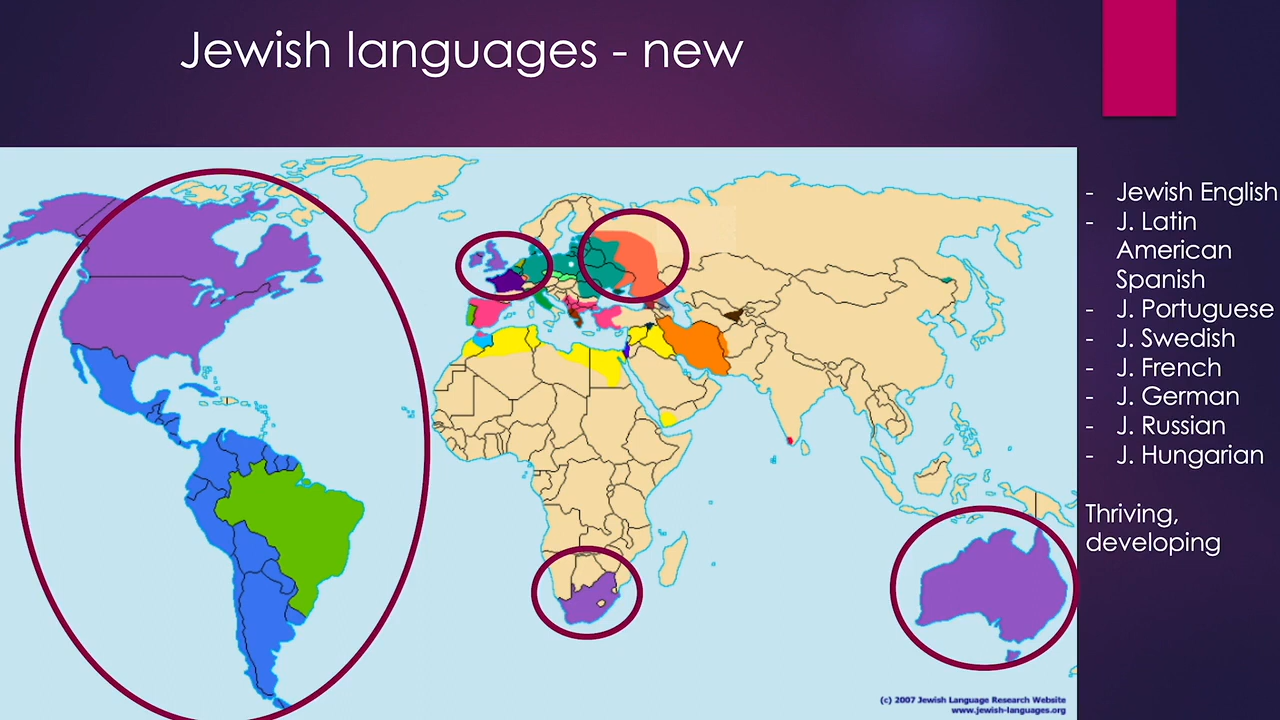 Jewish languages - new
- Jewish English
- J. Latin
American
Spanish
- J. Portuguese
- J. Swedish
- J. French
- J. German
- J. Russian
- J. Hungarian
Thriving,
developing
(c) 2007 Jewish Language Research Website
www.jewish-languages.org